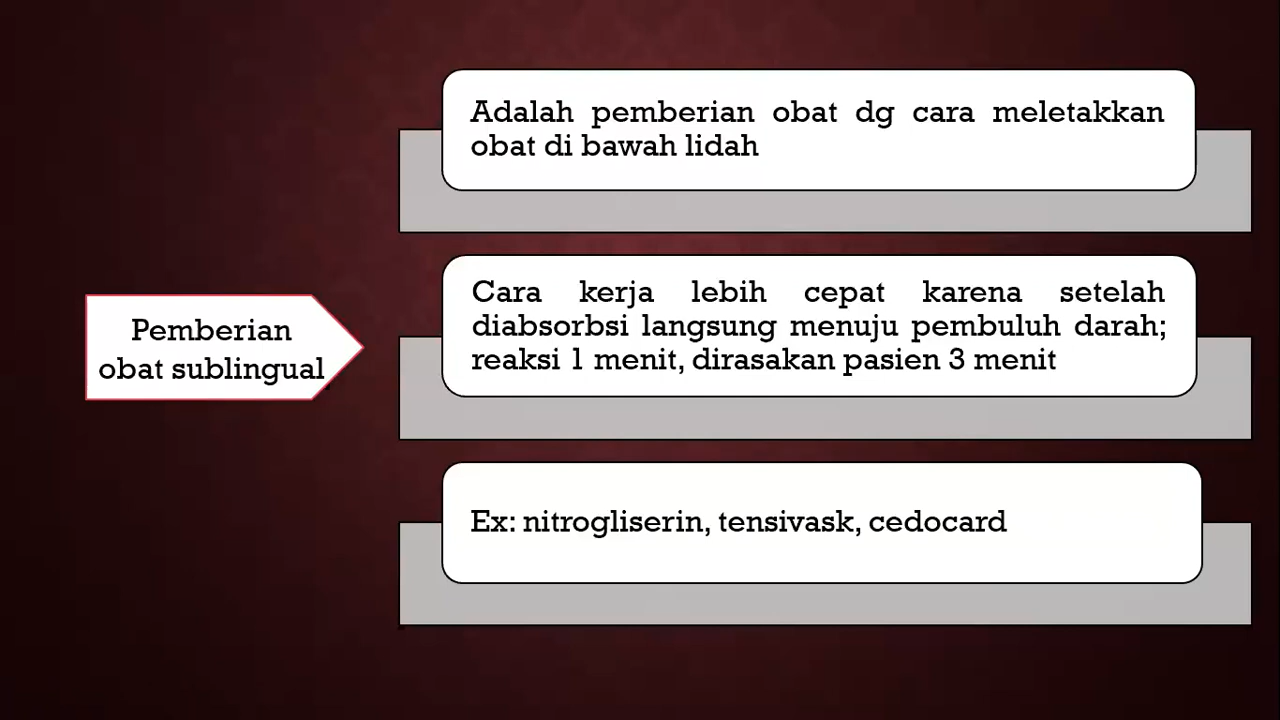 Adalah pemberian obat dg cara meletakkan
obat di bawah lidah
Pemberian
obat sublingual
Cara kerja lebih cepat karena setelah
diabsorbsi langsung menuju pembuluh darah;
reaksi 1 menit, dirasakan pasien 3 menit
Ex: nitrogliserin, tensivask, cedocard